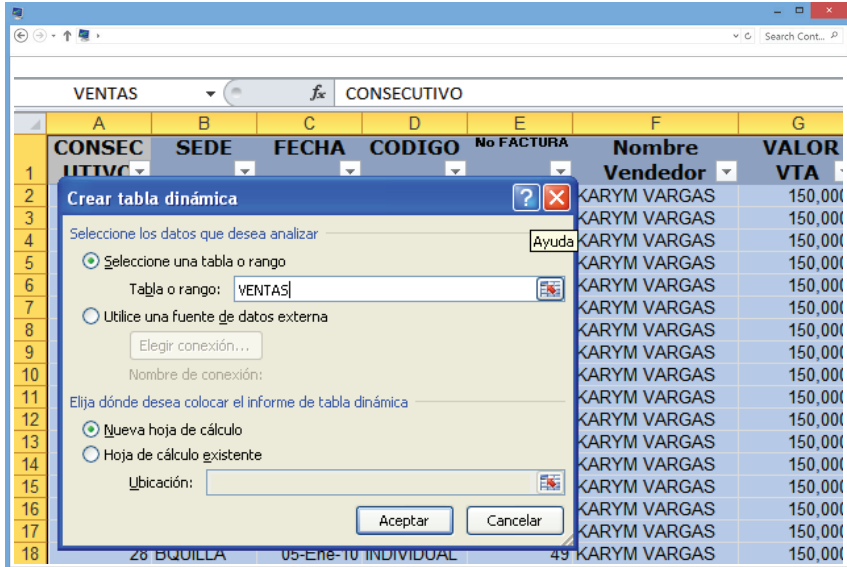 Search Cont...
VENTAS fx CONSECUTIVO
A B C D E F G
1 CONSEC UTIVO SEDE FECHA CODIGO No FACTURA Nombre Vendedor VALOR VTA
2 KARYM VARGAS 150,000
3 KARYM VARGAS 150,000
4 KARYM VARGAS 150,000
5 KARYM VARGAS 150,000
6 KARYM VARGAS 150,000
7 KARYM VARGAS 150,000
8 KARYM VARGAS 150,000
9 KARYM VARGAS 150,000
10 KARYM VARGAS 150,000
11 KARYM VARGAS 150,000
12 KARYM VARGAS 150,000
13 KARYM VARGAS 150,000
14 KARYM VARGAS 150,000
15 KARYM VARGAS 150,000
16 KARYM VARGAS 150,000
17 KARYM VARGAS 150,000
18 28 BQUILLA 05-Ene-10 INDIVIDUAL 49 KARYM VARGAS 150,000
Crear tabla dinámica
Ayuda
Seleccione los datos que desea analizar
Seleccione una tabla o rango
Tabla o rango: VENTAS
Utilice una fuente de datos externa
Elegir conexión...
Nombre de conexión:
Elija dónde desea colocar el informe de tabla dinámica
Nueva hoja de cálculo
Hoja de cálculo existente
Ubicación:
Aceptar Cancelar